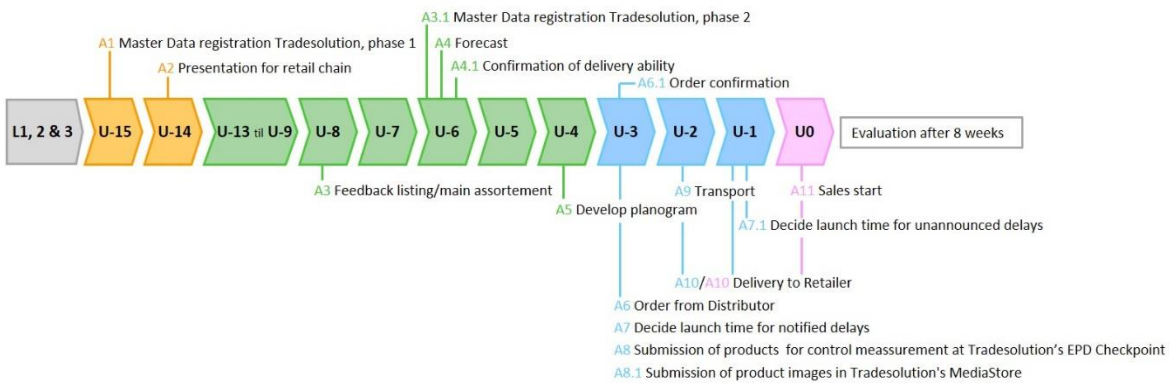 A3.1 Master Data registration Tradesolution, phase 2
A1 Master Data registration Tradesolution, phase 1
A4 Forecast
A2 Presentation for retail chain
A4.1 Confirmation of delivery ability
A6.1 Order confirmation
L1, 2 & 3
U-15
U-14
U-13 til U-9
U-8
U-7
U-6
U-5
U-4
U-3
U-2
U-1
U0
Evaluation after 8 weeks
A3 Feedback listing/main assortement
A9 Transport
A11 Sales start
A5 Develop planogram
A7.1 Decide launch time for unannounced delays
A10/A10 Delivery to Retailer
A6 Order from Distributor
A7 Decide launch time for notified delays
A8 Submission of products for control meassurement at Tradesolution's EPD Checkpoint
A8.1 Submission of product images in Tradesolution's MediaStore